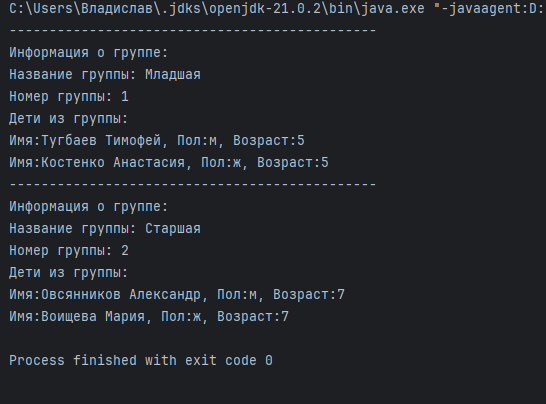 C:\Users\Владислав\.jdks\openjdk-21.0.2\bin\java.exe "-javaagent:D:
----------------------------------------------
Информация о группе:
Название группы: Младшая
Номер группы: 1
Дети из группы:
Имя:Тугбаев Тимофей, Пол:м, Возраст:5
Имя:Костенко Анастасия, Пол:ж, Возраст:5
----------------------------------------------
Информация о группе:
Название группы: Старшая
Номер группы: 2
Дети из группы:
Имя:Овсянников Александр, Пол:м, Возраст:7
Имя:Воищева Мария, Пол:ж, Возраст:7
Process finished with exit code 0